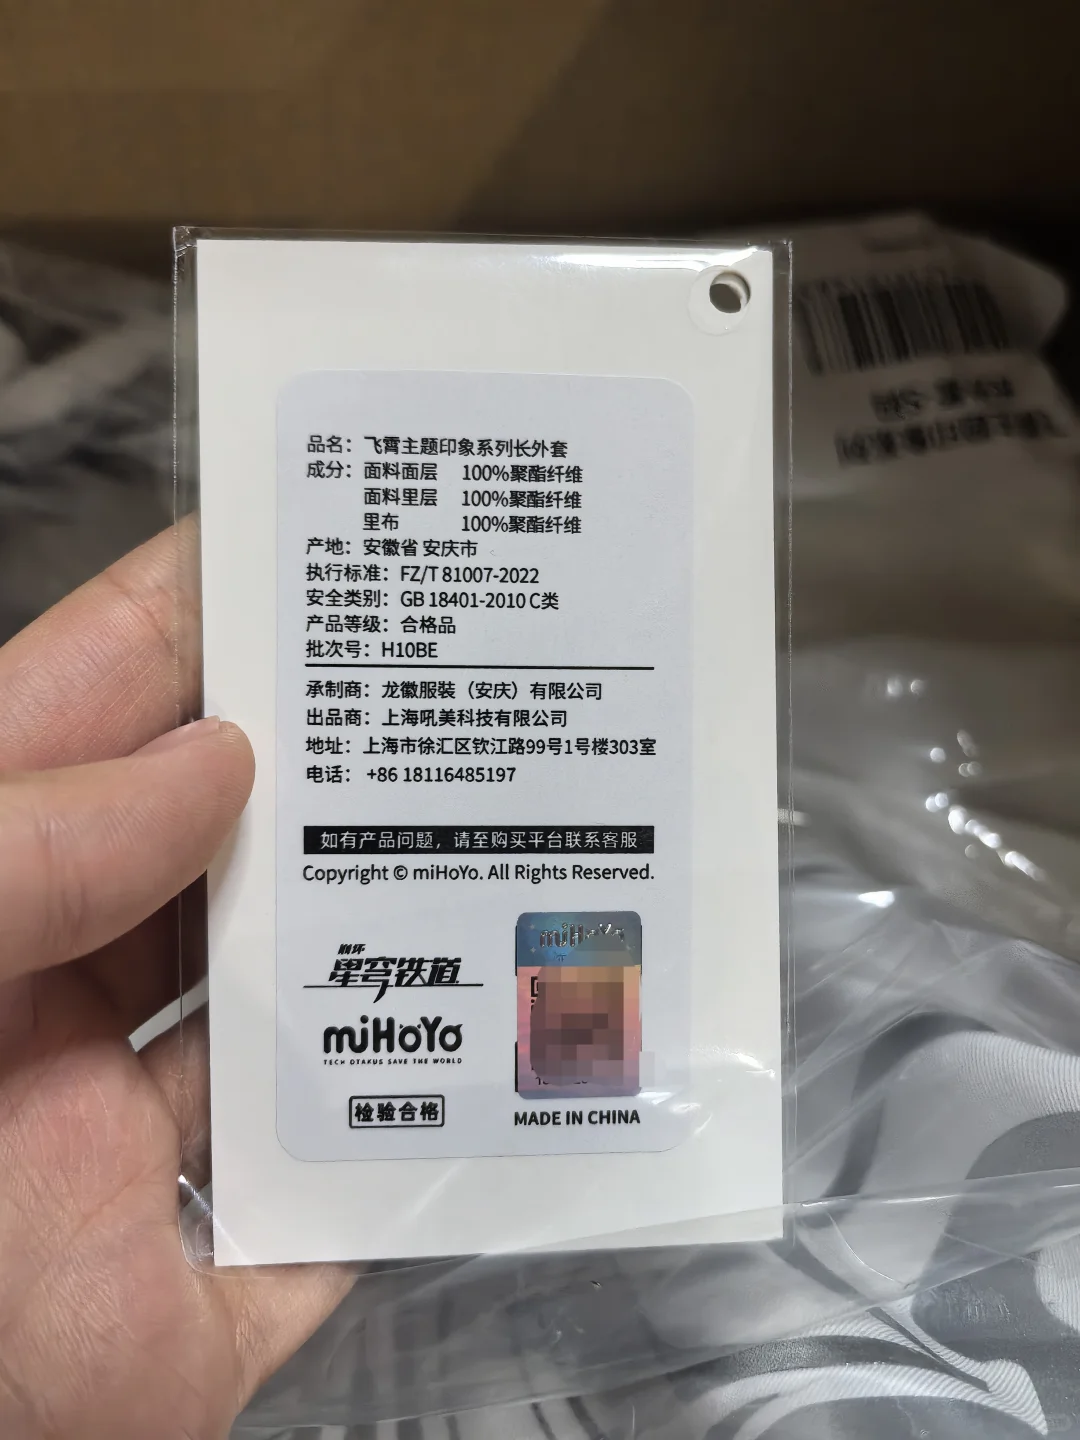 品名：飞霄主题印象系列长外套
成分：面料面层 100%聚酯纤维
面料里层 100%聚酯纤维
里布 100%聚酯纤维
产地：安徽省 安庆市
执行标准：FZ/T 81007-2022
安全类别：GB 18401-2010 C类
产品等级：合格品
批次号：H10BE
承制商：龙徽服装（安庆）有限公司
出品商：上海吼美科技有限公司
地址：上海市徐汇区钦江路99号1号楼303室
电话：+86 18116485197
如有产品问题，请至购买平台联系客服
Copyright © miHoYo. All Rights Reserved.
崩坏
星穹铁道
miHoYo
TECH OTAKUS SAVE THE WORLD
检验合格
miHoYo
MADE IN CHINA